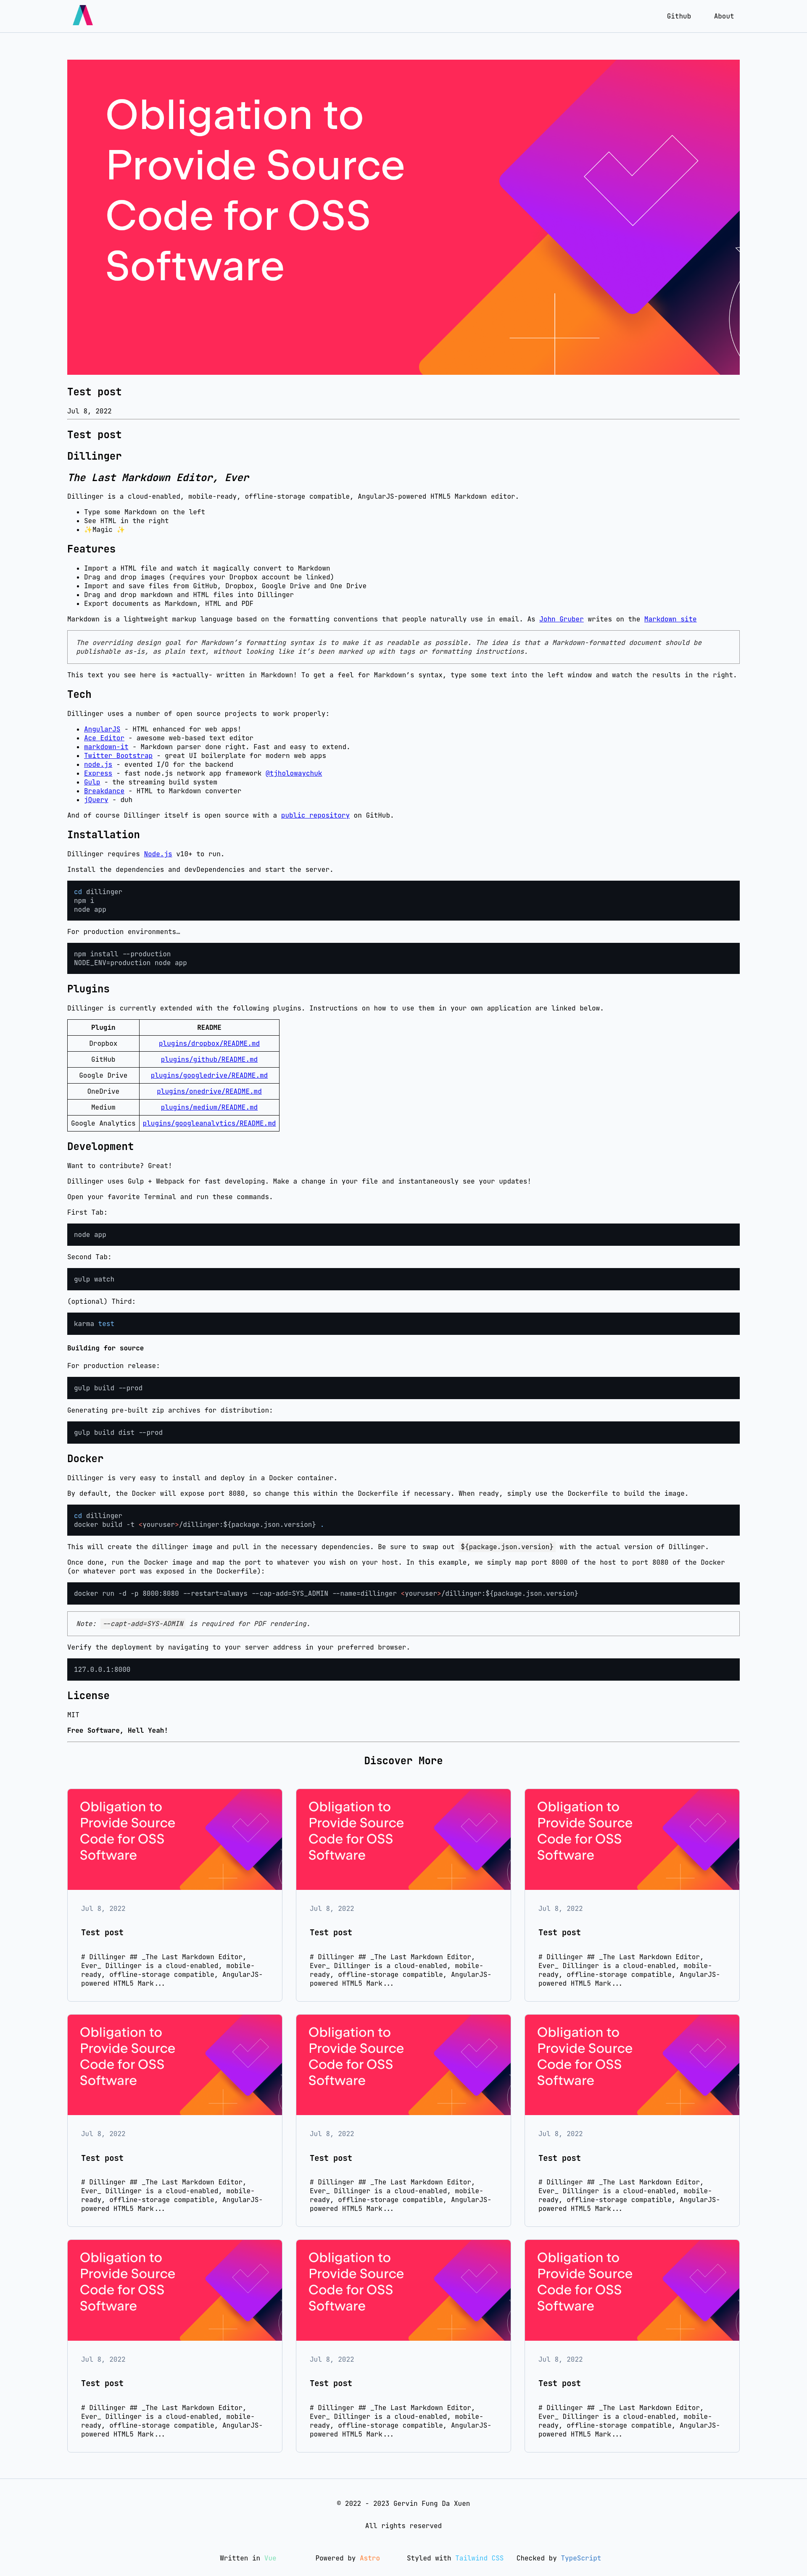 Github About
Obligation to
Provide Source
Code for OSS
Software
Test post
Jul 8, 2022
Test post
Dillinger
The Last Markdown Editor, Ever
Dillinger is a cloud-enabled, mobile-ready, offline-storage compatible, AngularJS-powered HTML5 Markdown editor.
• Type some Markdown on the left
• See HTML in the right
• ✨Magic ✨
Features
• Import a HTML file and watch it magically convert to Markdown
• Drag and drop images (requires your Dropbox account be linked)
• Import and save files from GitHub, Dropbox, Google Drive and One Drive
• Drag and drop markdown and HTML files into Dillinger
• Export documents as Markdown, HTML and PDF
Markdown is a lightweight markup language based on the formatting conventions that people naturally use in email. As John Gruber writes on the Markdown site
The overriding design goal for Markdown’s formatting syntax is to make it as readable as possible. The idea is that a Markdown-formatted document should be
publishable as-is, as plain text, without looking like it’s been marked up with tags or formatting instructions.
This text you see here is *actually- written in Markdown! To get a feel for Markdown’s syntax, type some text into the left window and watch the results in the right.
Tech
Dillinger uses a number of open source projects to work properly:
• AngularJS - HTML enhanced for web apps!
• Ace Editor - awesome web-based text editor
• markdown-it - Markdown parser done right. Fast and easy to extend.
• Twitter Bootstrap - great UI boilerplate for modern web apps
• node.js - evented I/O for the backend
• Express - fast node.js network app framework @tjholowaychuk
• Gulp - the streaming build system
• Breakdance - HTML to Markdown converter
• jQuery - duh
And of course Dillinger itself is open source with a public repository on GitHub.
Installation
Dillinger requires Node.js v10+ to run.
Install the dependencies and devDependencies and start the server.
cd dillinger
npm i
node app
For production environments…
npm install --production
NODE_ENV=production node app
Plugins
Dillinger is currently extended with the following plugins. Instructions on how to use them in your own application are linked below.
Plugin README
Dropbox plugins/dropbox/README.md
GitHub plugins/github/README.md
Google Drive plugins/googledrive/README.md
OneDrive plugins/onedrive/README.md
Medium plugins/medium/README.md
Google Analytics plugins/googleanalytics/README.md
Development
Want to contribute? Great!
Dillinger uses Gulp + Webpack for fast developing. Make a change in your file and instantaneously see your updates!
Open your favorite Terminal and run these commands.
First Tab:
node app
Second Tab:
gulp watch
(optional) Third:
karma test
Building for source
For production release:
gulp build --prod
Generating pre-built zip archives for distribution:
gulp build dist --prod
Docker
Dillinger is very easy to install and deploy in a Docker container.
By default, the Docker will expose port 8080, so change this within the Dockerfile if necessary. When ready, simply use the Dockerfile to build the image.
cd dillinger
docker build -t <youruser>/dillinger:${package.json.version} .
This will create the dillinger image and pull in the necessary dependencies. Be sure to swap out ${package.json.version} with the actual version of Dillinger.
Once done, run the Docker image and map the port to whatever you wish on your host. In this example, we simply map port 8000 of the host to port 8080 of the Docker
(or whatever port was exposed in the Dockerfile):
docker run -d -p 8000:8080 --restart=always --cap-add=SYS_ADMIN --name=dillinger <youruser>/dillinger:${package.json.version}
Note: --capt-add=SYS-ADMIN is required for PDF rendering.
Verify the deployment by navigating to your server address in your preferred browser.
127.0.0.1:8000
License
MIT
Free Software, Hell Yeah!
Discover More
Obligation to
Provide Source
Code for OSS
Software
Jul 8, 2022
Test post
# Dillinger ## _The Last Markdown Editor,
Ever_ Dillinger is a cloud-enabled, mobile-
ready, offline-storage compatible, AngularJS-
powered HTML5 Mark...
Obligation to
Provide Source
Code for OSS
Software
Jul 8, 2022
Test post
# Dillinger ## _The Last Markdown Editor,
Ever_ Dillinger is a cloud-enabled, mobile-
ready, offline-storage compatible, AngularJS-
powered HTML5 Mark...
Obligation to
Provide Source
Code for OSS
Software
Jul 8, 2022
Test post
# Dillinger ## _The Last Markdown Editor,
Ever_ Dillinger is a cloud-enabled, mobile-
ready, offline-storage compatible, AngularJS-
powered HTML5 Mark...
Obligation to
Provide Source
Code for OSS
Software
Jul 8, 2022
Test post
# Dillinger ## _The Last Markdown Editor,
Ever_ Dillinger is a cloud-enabled, mobile-
ready, offline-storage compatible, AngularJS-
powered HTML5 Mark...
Obligation to
Provide Source
Code for OSS
Software
Jul 8, 2022
Test post
# Dillinger ## _The Last Markdown Editor,
Ever_ Dillinger is a cloud-enabled, mobile-
ready, offline-storage compatible, AngularJS-
powered HTML5 Mark...
Obligation to
Provide Source
Code for OSS
Software
Jul 8, 2022
Test post
# Dillinger ## _The Last Markdown Editor,
Ever_ Dillinger is a cloud-enabled, mobile-
ready, offline-storage compatible, AngularJS-
powered HTML5 Mark...
Obligation to
Provide Source
Code for OSS
Software
Jul 8, 2022
Test post
# Dillinger ## _The Last Markdown Editor,
Ever_ Dillinger is a cloud-enabled, mobile-
ready, offline-storage compatible, AngularJS-
powered HTML5 Mark...
Obligation to
Provide Source
Code for OSS
Software
Jul 8, 2022
Test post
# Dillinger ## _The Last Markdown Editor,
Ever_ Dillinger is a cloud-enabled, mobile-
ready, offline-storage compatible, AngularJS-
powered HTML5 Mark...
Obligation to
Provide Source
Code for OSS
Software
Jul 8, 2022
Test post
# Dillinger ## _The Last Markdown Editor,
Ever_ Dillinger is a cloud-enabled, mobile-
ready, offline-storage compatible, AngularJS-
powered HTML5 Mark...
© 2022 - 2023 Gervin Fung Da Xuen
All rights reserved
Written in Vue Powered by Astro Styled with Tailwind CSS Checked by TypeScript